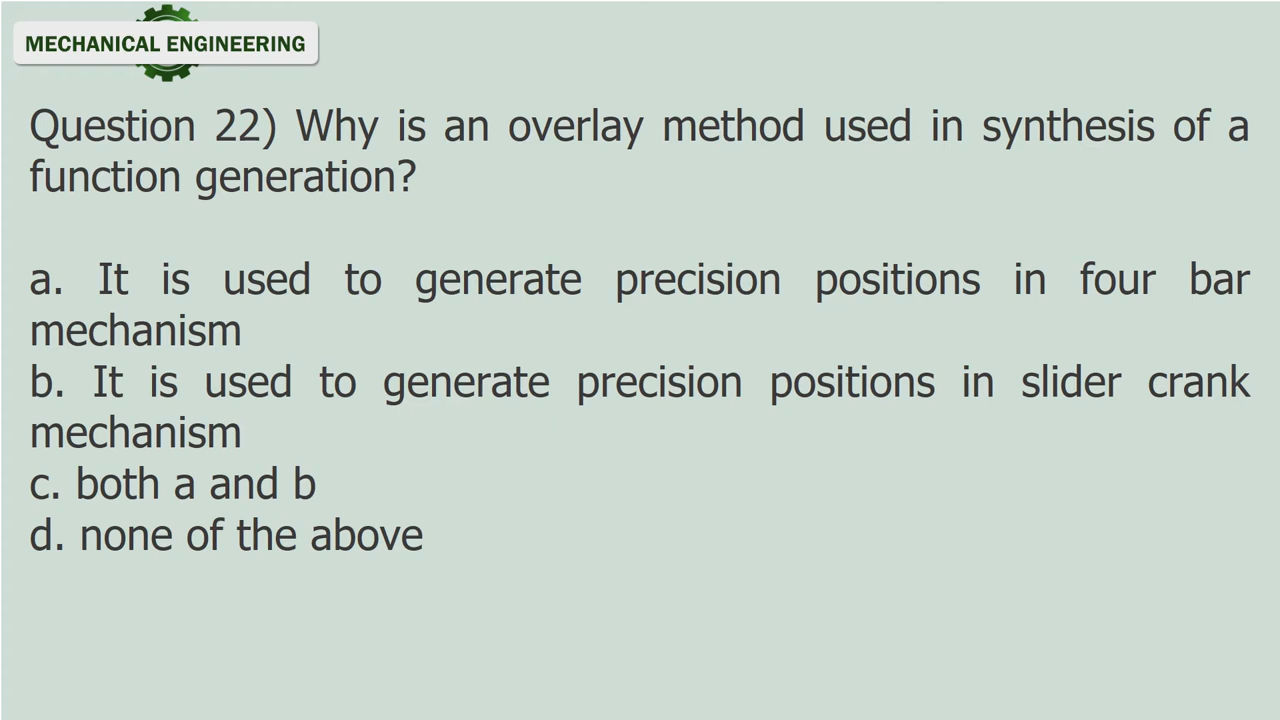 MECHANICAL ENGINEERING
Question 22) Why is an overlay method used in synthesis of a
function generation?
a. It is used to generate precision positions in four bar
mechanism
b. It is used to generate precision positions in slider crank
mechanism
c. both a and b
d. none of the above